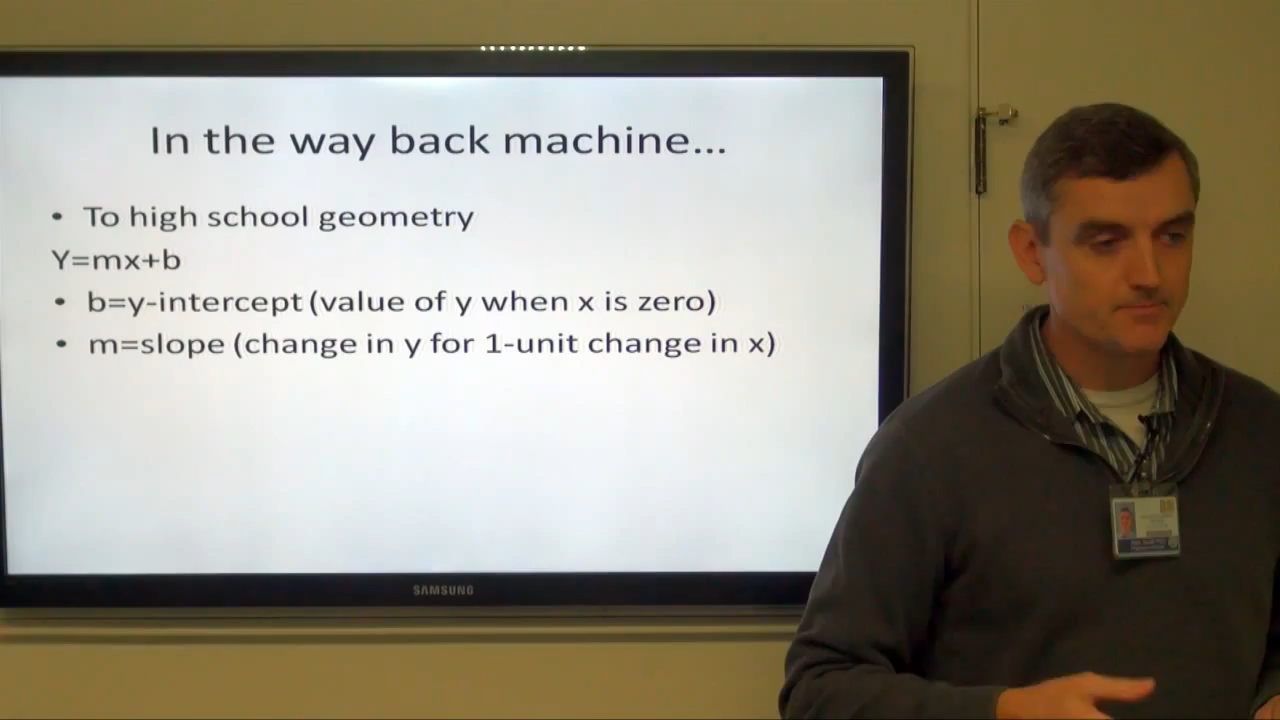 In the way back machine...
• To high school geometry
Y=mx+b
• b=y-intercept (value of y when x is zero)
• m=slope (change in y for 1-unit change in x)
SAMSUNG